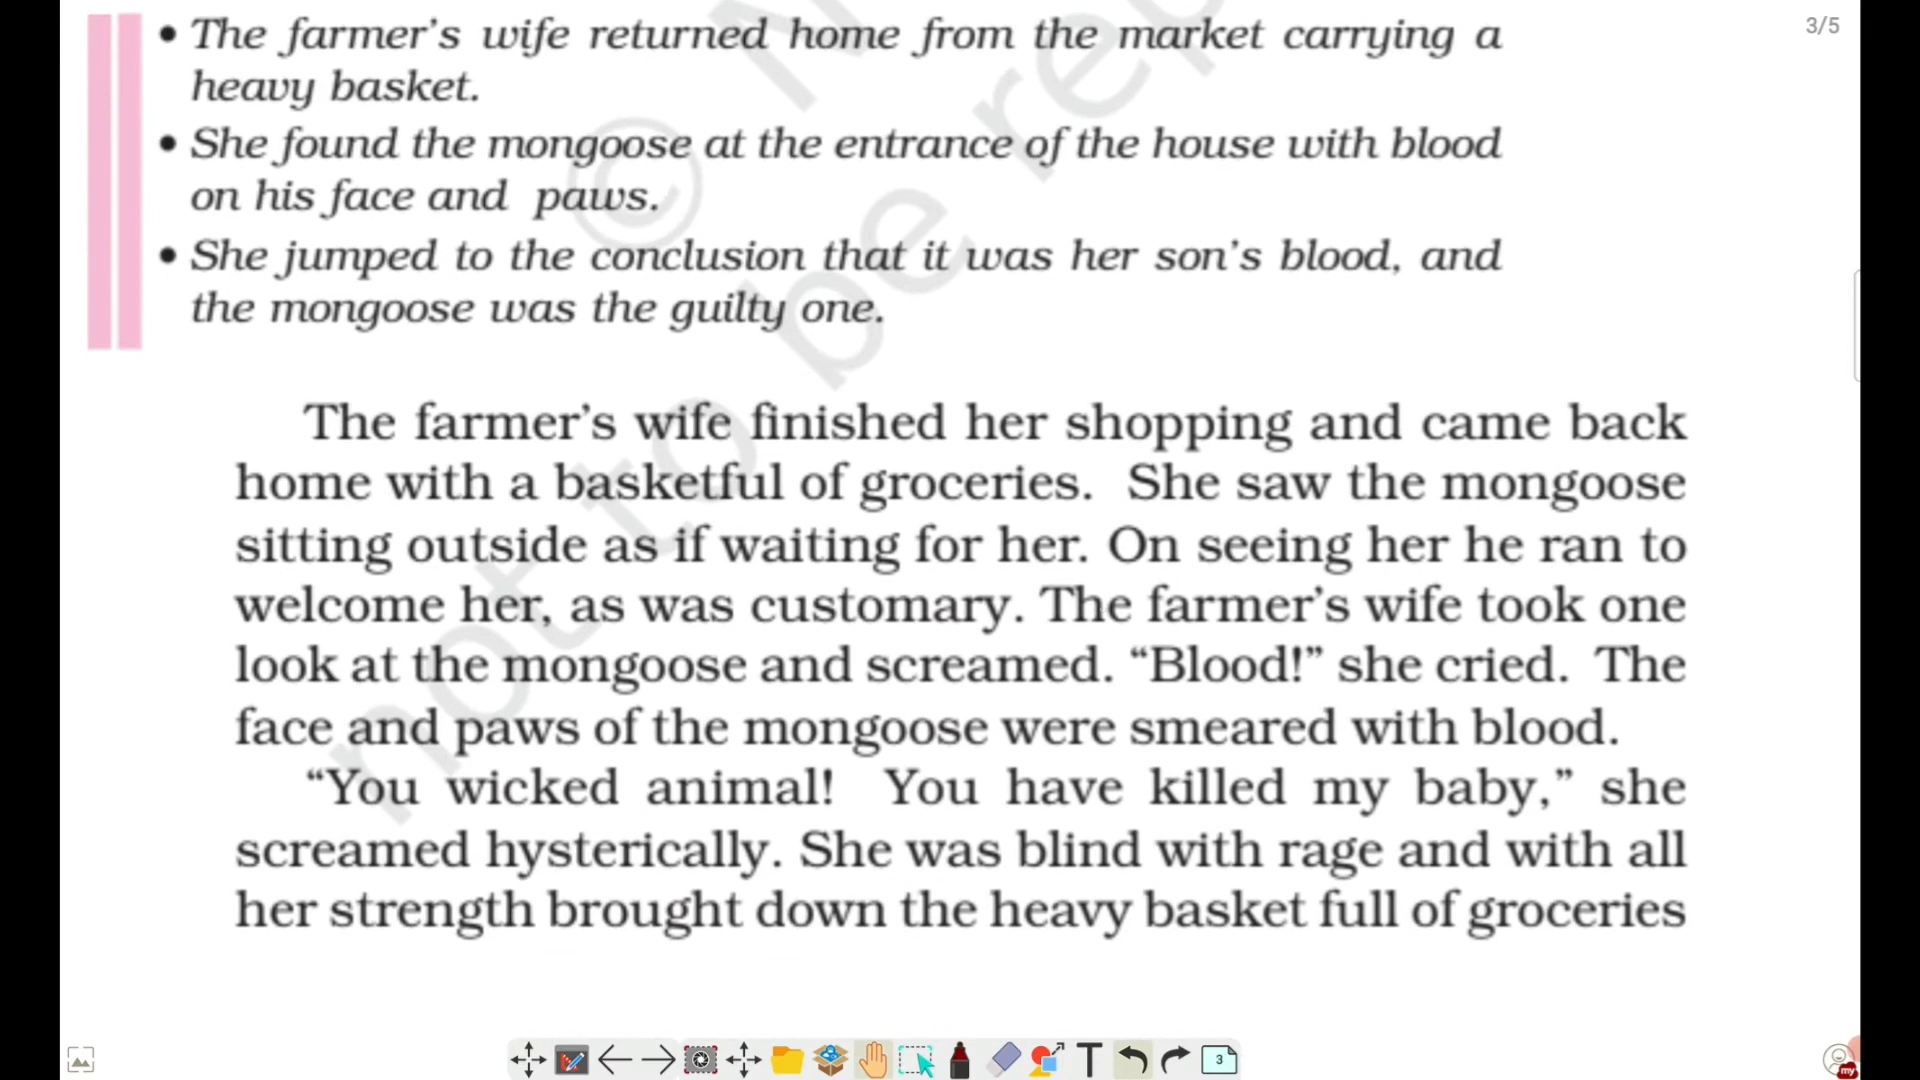 3/5
• The farmer's wife returned home from the market carrying a
heavy basket.
• She found the mongoose at the entrance of the house with blood
on his face and paws.
• She jumped to the conclusion that it was her son's blood, and
the mongoose was the guilty one.
The farmer's wife finished her shopping and came back
home with a basketful of groceries. She saw the mongoose
sitting outside as if waiting for her. On seeing her he ran to
welcome her, as was customary. The farmer's wife took one
look at the mongoose and screamed. “Blood!” she cried. The
face and paws of the mongoose were smeared with blood.
“You wicked animal! You have killed my baby,” she
screamed hysterically. She was blind with rage and with all
her strength brought down the heavy basket full of groceries
© N
not to be rep
T
3
my